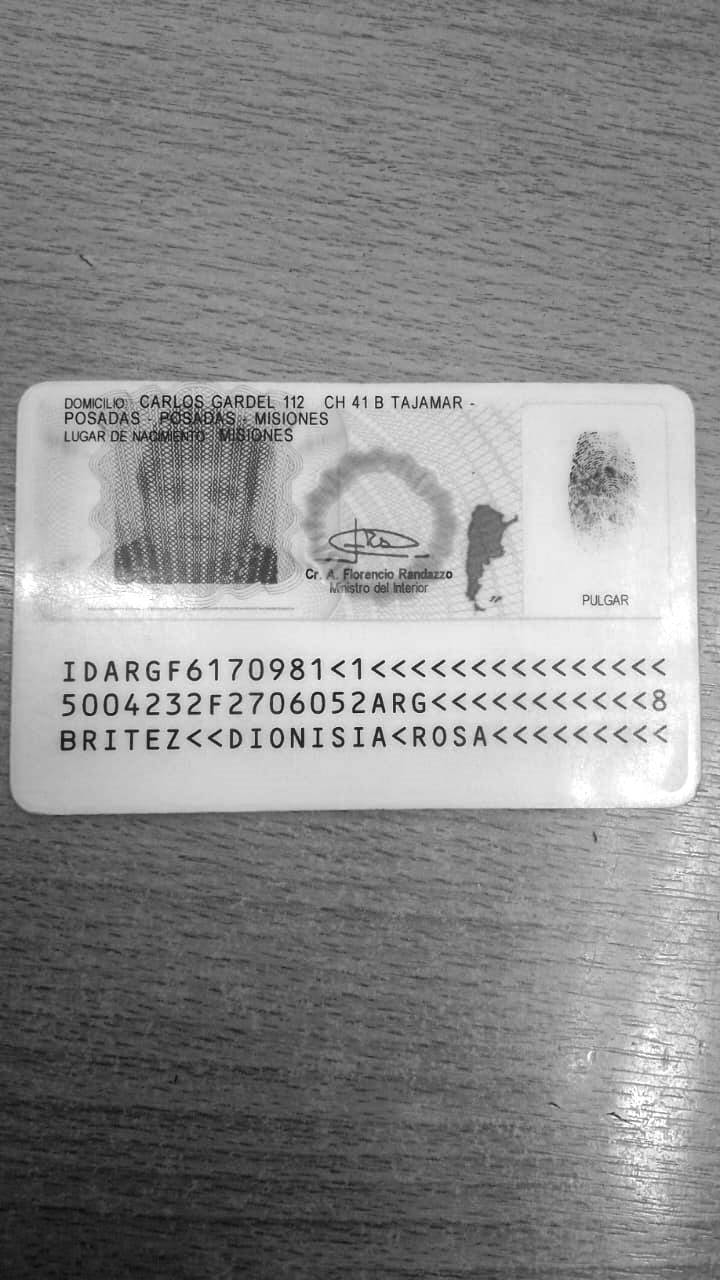 DOMICILIO: CARLOS GARDEL 112 CH 41 B TAJAMAR -
POSADAS - POSADAS - MISIONES
LUGAR DE NACIMIENTO: MISIONES
Cr. A. Florencio Randazzo
Ministro del Interior
PULGAR
IDARGF6170981<1<<<<<<<<<<<<<<<
5004232F2706052ARG<<<<<<<<<<<8
BRITEZ<<DIONISIA<ROSA<<<<<<<<<